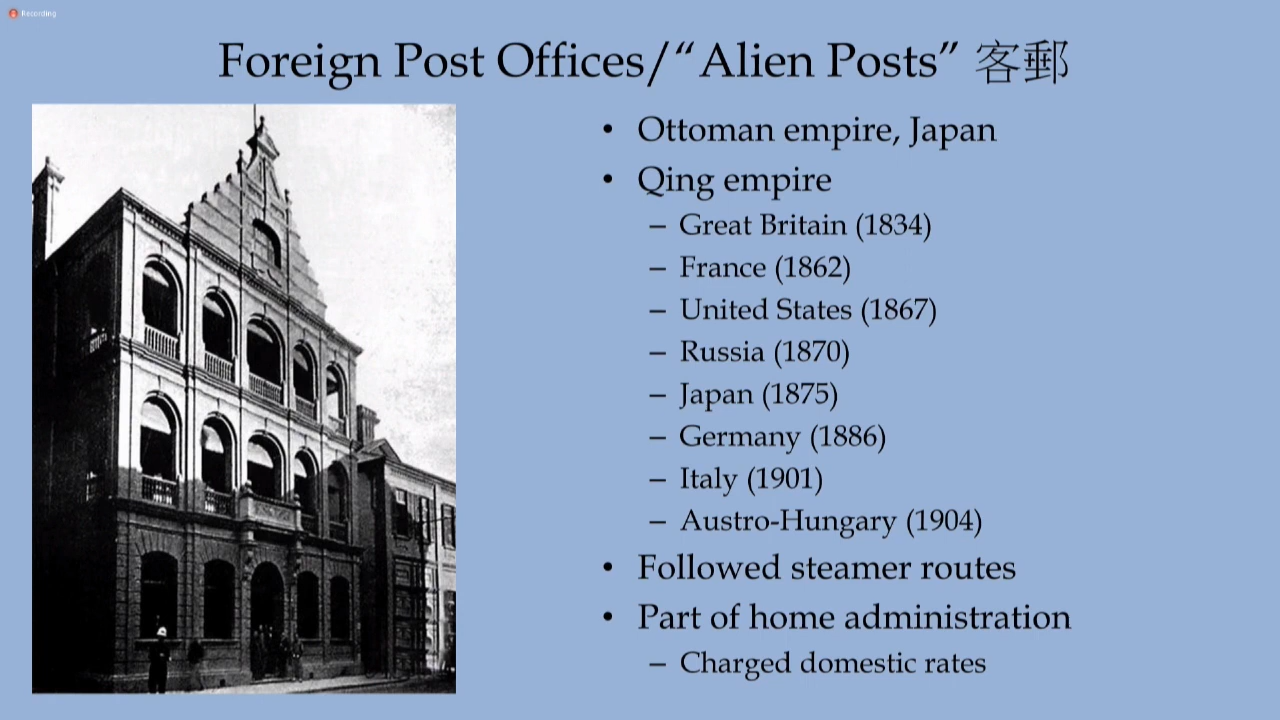 Recording
Foreign Post Offices/“Alien Posts” 客郵
• Ottoman empire, Japan
• Qing empire
– Great Britain (1834)
– France (1862)
– United States (1867)
– Russia (1870)
– Japan (1875)
– Germany (1886)
– Italy (1901)
– Austro-Hungary (1904)
• Followed steamer routes
• Part of home administration
– Charged domestic rates